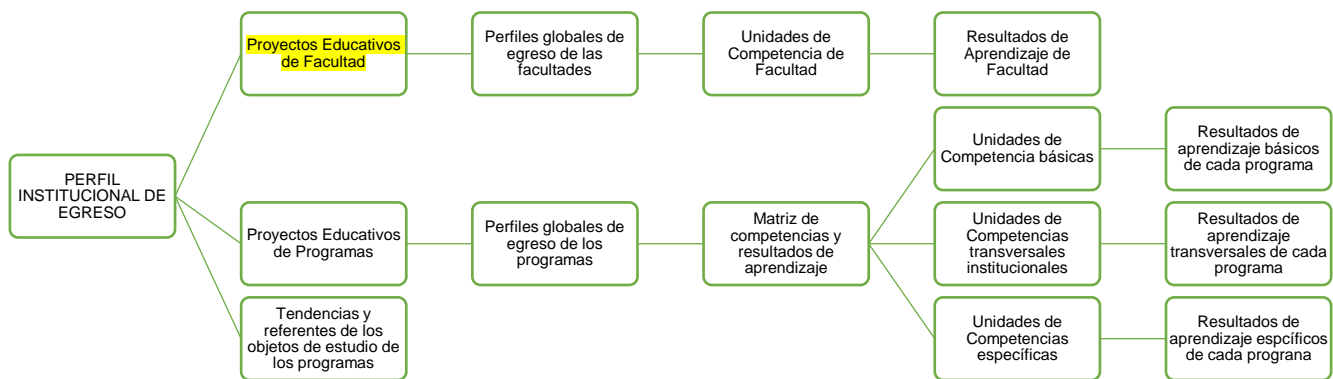 PERFIL
INSTITUCIONAL DE
EGRESO
Proyectos Educativos
de Facultad
Perfiles globales de
egreso de las
facultades
Unidades de
Competencia de
Facultad
Resultados de
Aprendizaje de
Facultad
Proyectos Educativos
de Programas
Perfiles globales de
egreso de los
programas
Matriz de
competencias y
resultados de
aprendizaje
Unidades de
Competencia básicas
Resultados de
aprendizaje básicos
de cada programa
Unidades de
Competencias
transversales
institucionales
Resultados de
aprendizaje
transversales de cada
programa
Unidades de
Competencias
específicas
Resultados de
aprendizaje espcíficos
de cada prograna
Tendencias y
referentes de los
objetos de estudio de
los programas